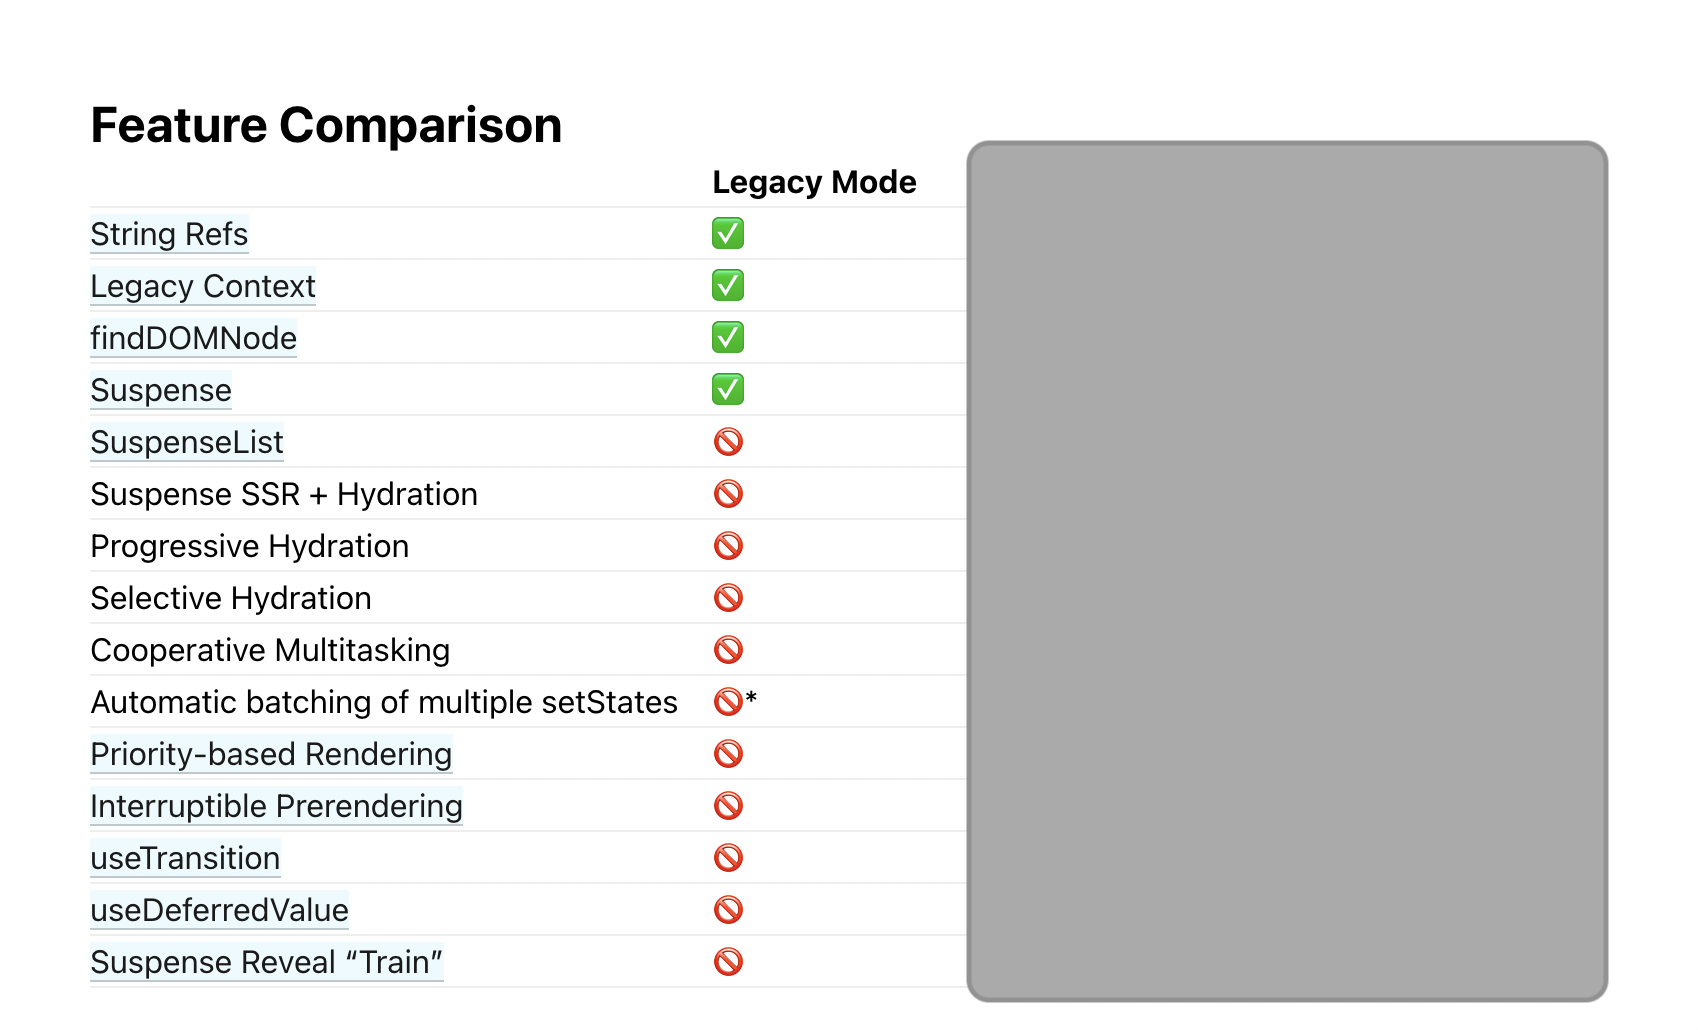 Feature Comparison
Legacy Mode
String Refs ✅
Legacy Context ✅
findDOMNode ✅
Suspense ✅
SuspenseList 🚫
Suspense SSR + Hydration 🚫
Progressive Hydration 🚫
Selective Hydration 🚫
Cooperative Multitasking 🚫
Automatic batching of multiple setStates 🚫*
Priority-based Rendering 🚫
Interruptible Prerendering 🚫
useTransition 🚫
useDeferredValue 🚫
Suspense Reveal “Train” 🚫